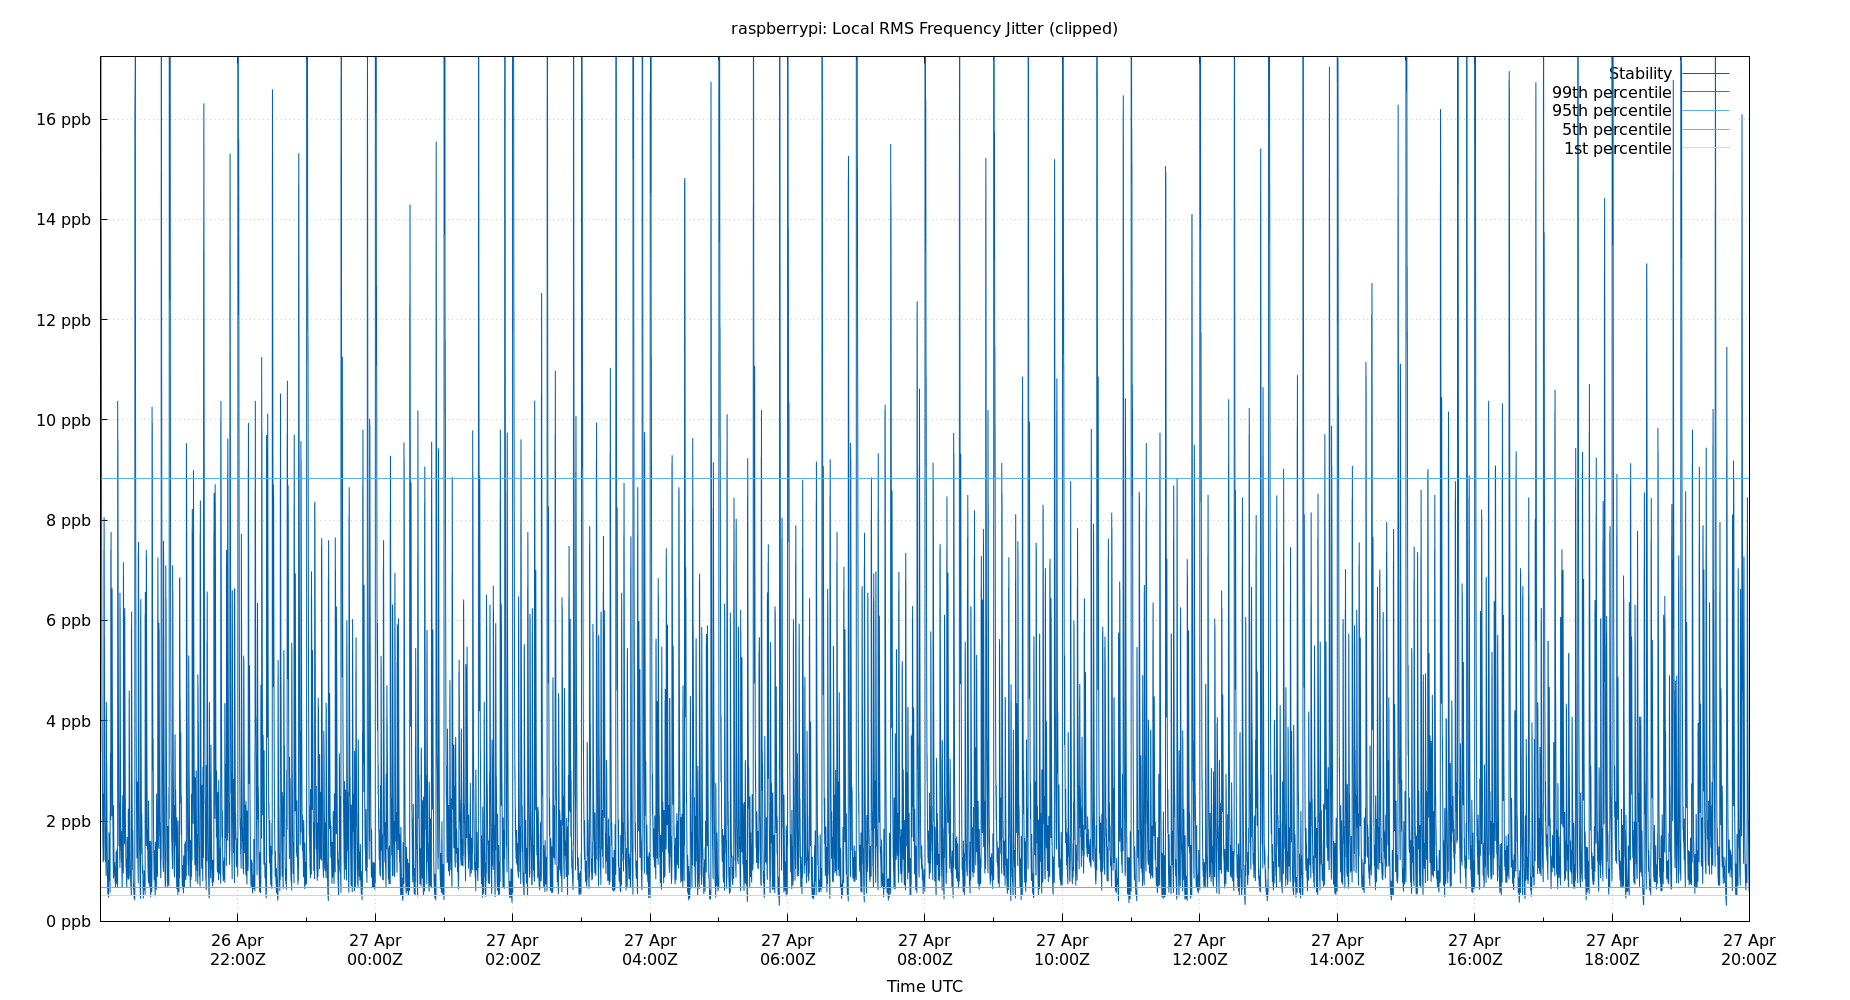 raspberrypi: Local RMS Frequency Jitter (clipped)
Stability
99th percentile
95th percentile
5th percentile
1st percentile
16 ppb
14 ppb
12 ppb
10 ppb
8 ppb
6 ppb
4 ppb
2 ppb
0 ppb
26 Apr 27 Apr 27 Apr 27 Apr 27 Apr 27 Apr 27 Apr 27 Apr 27 Apr 27 Apr 27 Apr 27 Apr
22:00Z 00:00Z 02:00Z 04:00Z 06:00Z 08:00Z 10:00Z 12:00Z 14:00Z 16:00Z 18:00Z 20:00Z
Time UTC